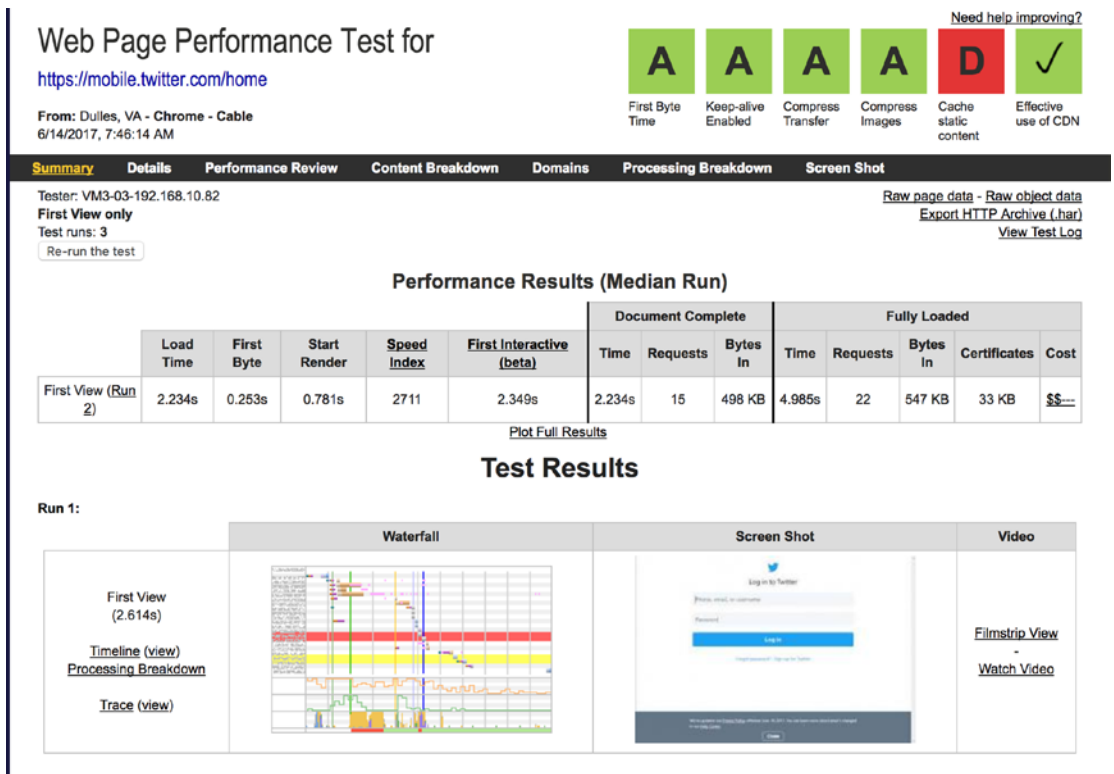 Need help improving?
Web Page Performance Test for
https://mobile.twitter.com/home
From: Dulles, VA - Chrome - Cable
6/14/2017, 7:46:14 AM
A A A A D ✓
First Byte Time
Keep-alive Enabled
Compress Transfer
Compress Images
Cache static content
Effective use of CDN
Summary Details Performance Review Content Breakdown Domains Processing Breakdown Screen Shot
Tester: VM3-03-192.168.10.82
First View only
Test runs: 3
Re-run the test
Raw page data - Raw object data
Export HTTP Archive (.har)
View Test Log
Performance Results (Median Run)
Document Complete Fully Loaded
Load Time First Byte Start Render Speed Index First Interactive (beta) Time Requests Bytes In Time Requests Bytes In Certificates Cost
First View (Run 2) 2.234s 0.253s 0.781s 2711 2.349s 2.234s 15 498 KB 4.985s 22 547 KB 33 KB $$---
Plot Full Results
Test Results
Run 1:
Waterfall Screen Shot Video
First View
(2.614s)
Timeline (view)
Processing Breakdown
Trace (view)
Log in to Twitter
Phone, email, or username
Password
Log in
Close
Filmstrip View
-
Watch Video